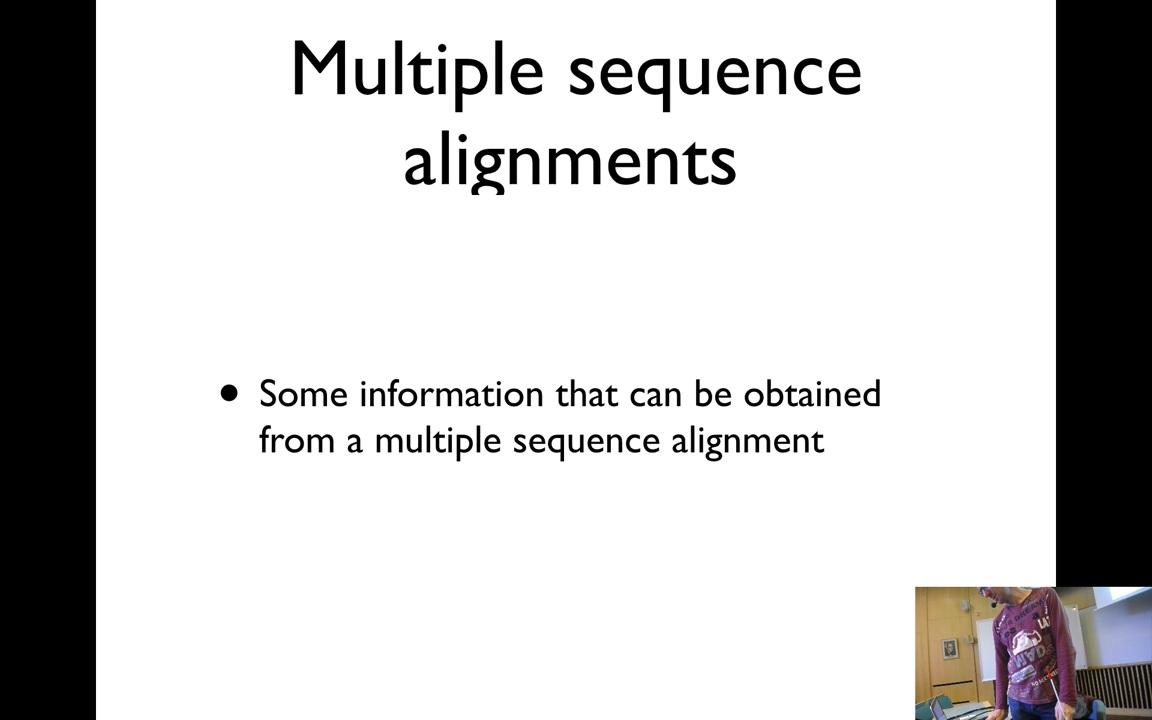 Multiple sequence
alignments
• Some information that can be obtained
from a multiple sequence alignment